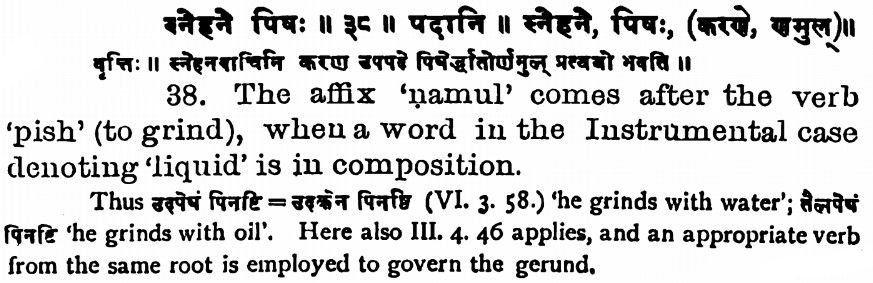 स्नेहने पिषः ॥ ३८ ॥ पदानि ॥ स्नेहने, पिषः, (करणे, णमुल्)॥
वृत्तिः ॥ स्नेहनवाचिनि करण उपपदे पिषेर्द्धातोर्णमुल् प्रत्ययो भवति ॥
38. The affix 'ṇamul' comes after the verb
'pish' (to grind), when a word in the Instrumental case
denoting 'liquid' is in composition.
Thus उदपेषं पिनष्टि = उदकेन पिनष्टि (VI. 3. 58.) 'he grinds with water'; तैलपेषं
पिनष्टि 'he grinds with oil'. Here also III. 4. 46 applies, and an appropriate verb
from the same root is employed to govern the gerund.